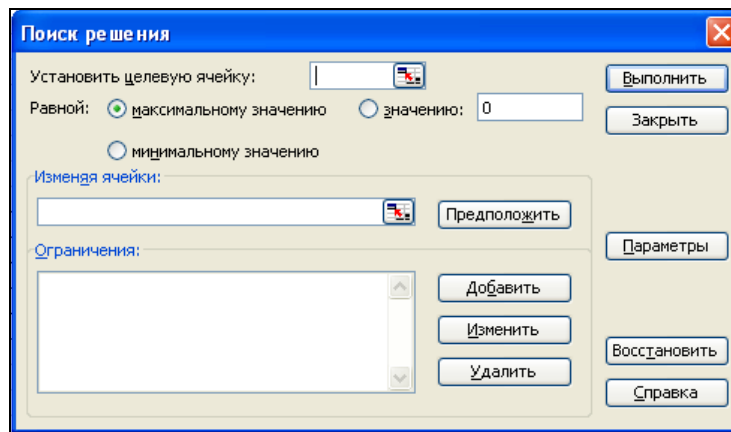 Поиск решения
Установить целевую ячейку:
Выполнить
Равной: максимальному значению значению: 0
Закрыть
минимальному значению
Изменяя ячейки:
Предположить
Параметры
Ограничения:
Добавить
Изменить
Удалить
Восстановить
Справка